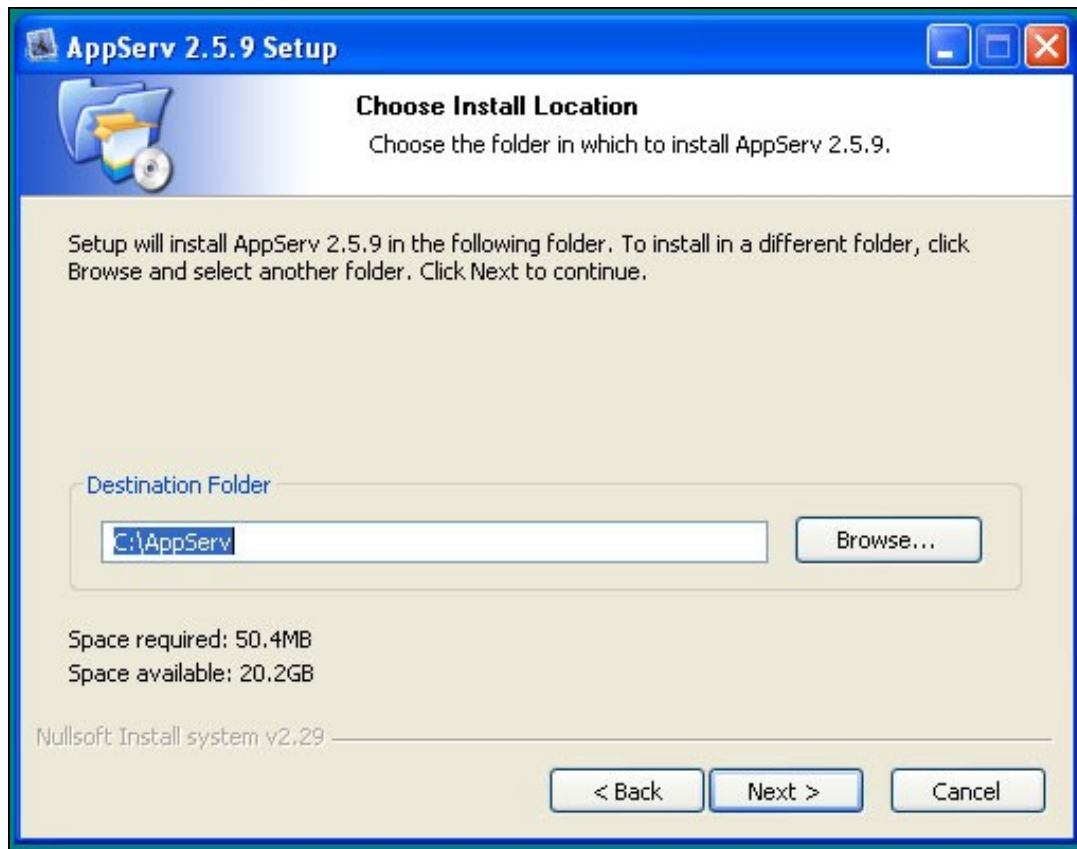 AppServ 2.5.9 Setup
Choose Install Location
Choose the folder in which to install AppServ 2.5.9.
Setup will install AppServ 2.5.9 in the following folder. To install in a different folder, click
Browse and select another folder. Click Next to continue.
Destination Folder
C:\AppServ
Browse...
Space required: 50.4MB
Space available: 20.2GB
Nullsoft Install system v2.29
< Back
Next >
Cancel